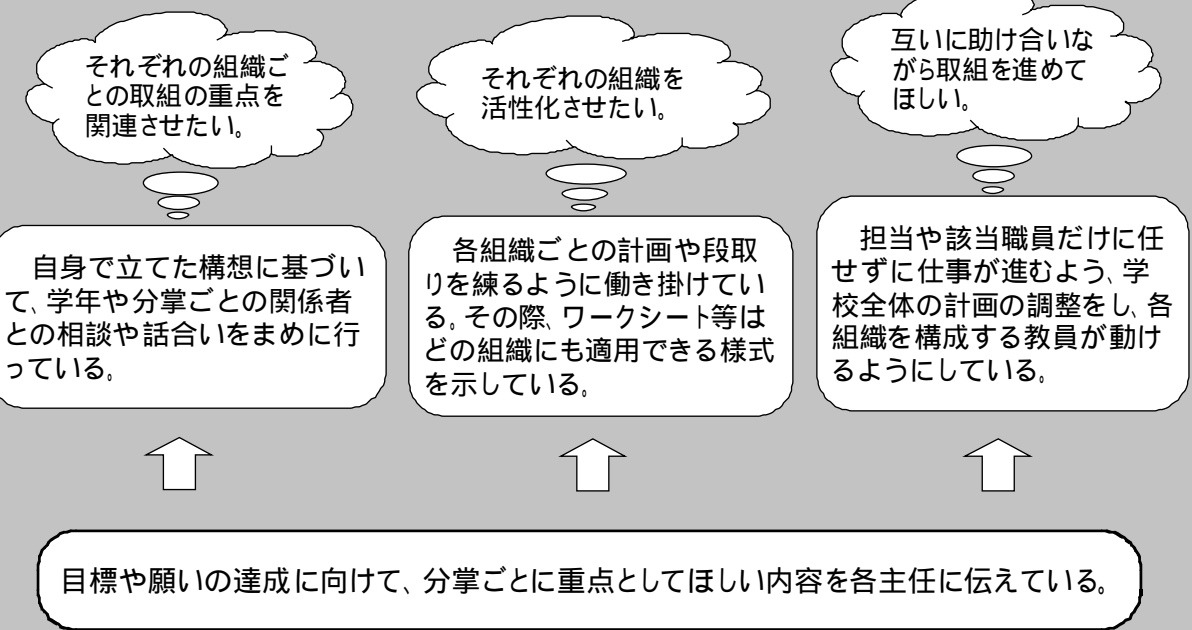 それぞれの組織ご
との取組の重点を
関連させたい。
それぞれの組織を
活性化させたい。
互いに助け合いな
がら取組を進めて
ほしい。
自身で立てた構想に基づい
て、学年や分掌ごとの関係者
との相談や話合いをまめに行
っている。
各組織ごとの計画や段取
りを練るように働き掛けてい
る。その際、ワークシート等は
どの組織にも適用できる様式
を示している。
担当や該当職員だけに任
せずに仕事が進むよう、学
校全体の計画の調整をし、各
組織を構成する教員が動け
るようにしている。
目標や願いの達成に向けて、分掌ごとに重点としてほしい内容を各主任に伝えている。